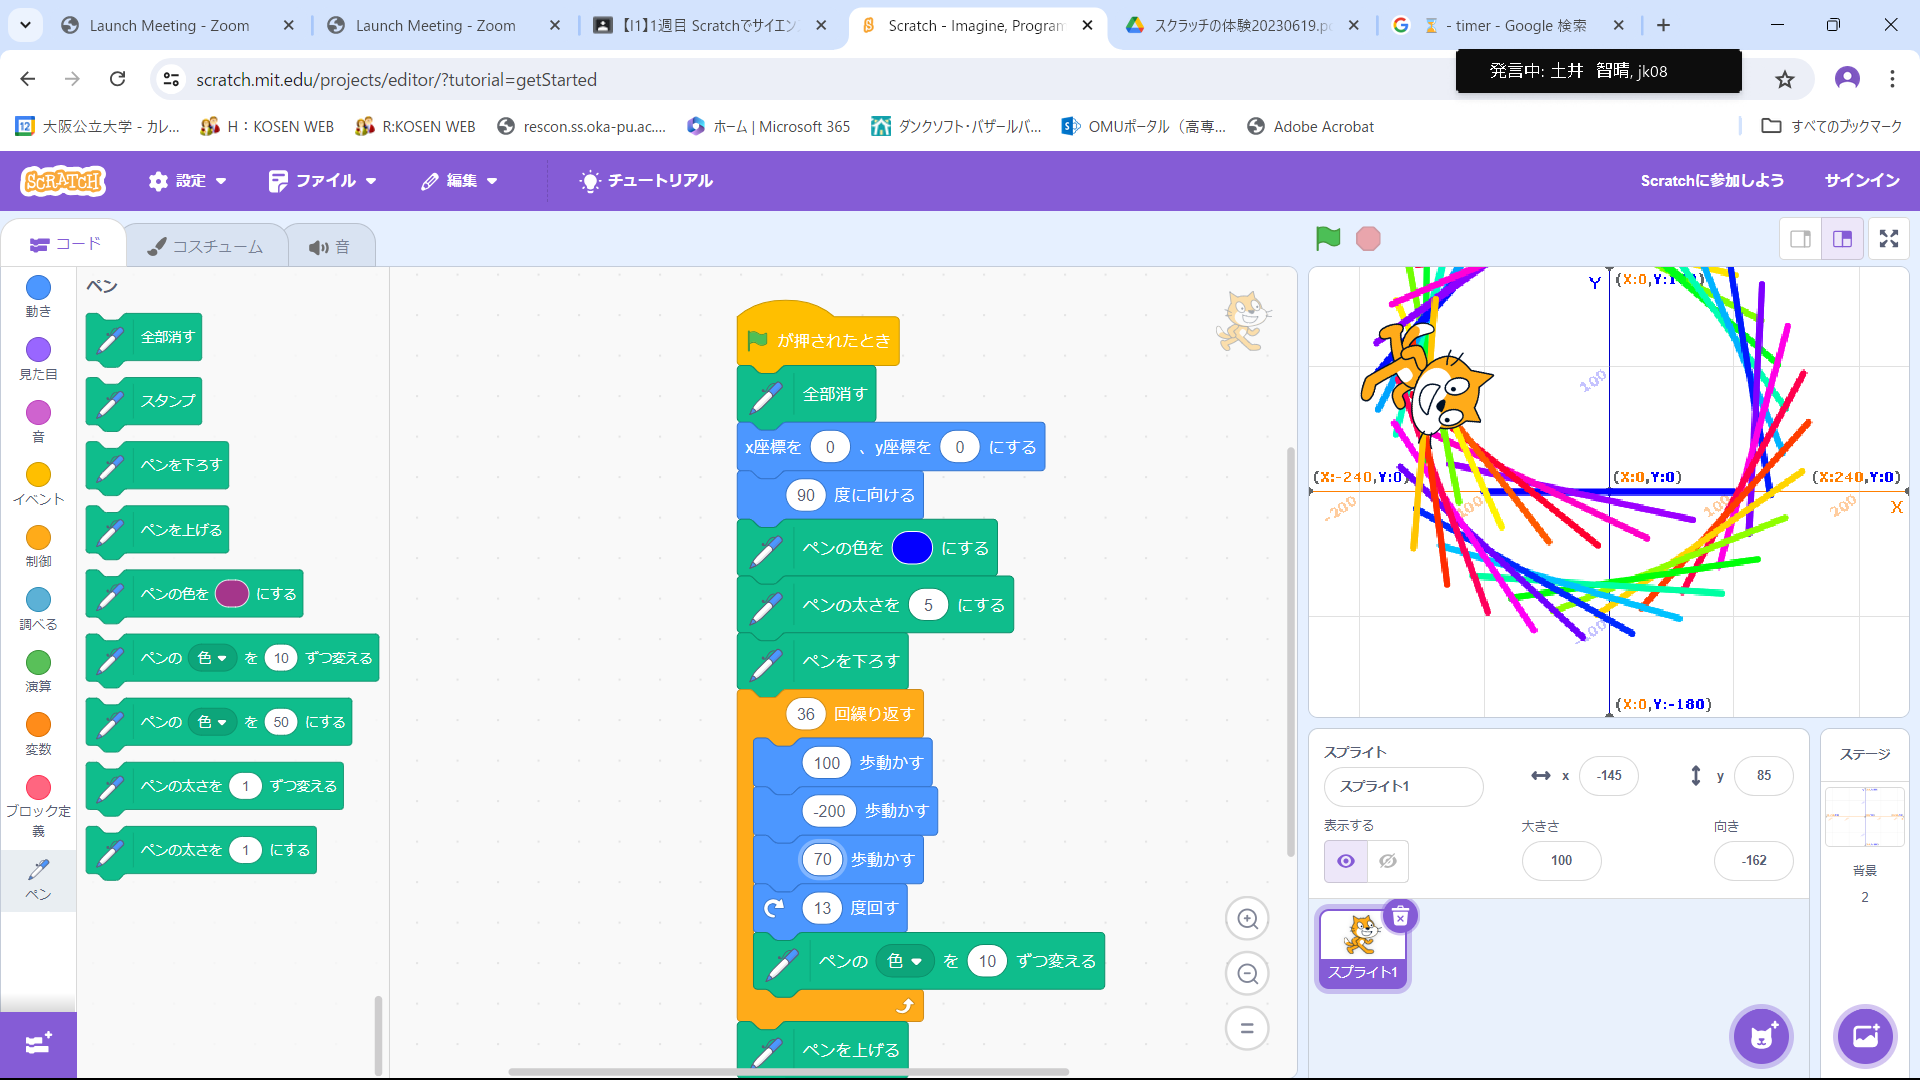 Launch Meeting - Zoom
Launch Meeting - Zoom
【I1】1週目 Scratchでサイエン
Scratch - Imagine, Program
スクラッチの体験20230619.pd
⌛ - timer - Google 検索
scratch.mit.edu/projects/editor/?tutorial=getStarted
発言中: 土井 智晴, jk08
大阪公立大学 - カレ...
H：KOSEN WEB
R:KOSEN WEB
rescon.ss.oka-pu.ac....
ホーム | Microsoft 365
ダンクソフト・バザールバ...
OMUポータル（高専...
Adobe Acrobat
すべてのブックマーク
SCRATCH
設定
ファイル
編集
チュートリアル
Scratchに参加しよう
サインイン
コード
コスチューム
音
動き
見た目
音
イベント
制御
調べる
演算
変数
ブロック定義
ペン
ペン
全部消す
スタンプ
ペンを下ろす
ペンを上げる
ペンの色を にする
ペンの 色 を 10 ずつ変える
ペンの 色 を 50 にする
ペンの太さを 1 ずつ変える
ペンの太さを 1 にする
が押されたとき
全部消す
x座標を 0 、y座標を 0 にする
90 度に向ける
ペンの色を にする
ペンの太さを 5 にする
ペンを下ろす
36 回繰り返す
100 歩動かす
-200 歩動かす
70 歩動かす
13 度回す
ペンの 色 を 10 ずつ変える
ペンを上げる
Y
100
(X:-240,Y:0)
(X:0,Y:0)
(X:240,Y:0)
-200
100
200
X
-100
(X:0,Y:-180)
スプライト
スプライト1
x -145
y 85
表示する
大きさ
100
向き
-162
スプライト1
ステージ
背景
2